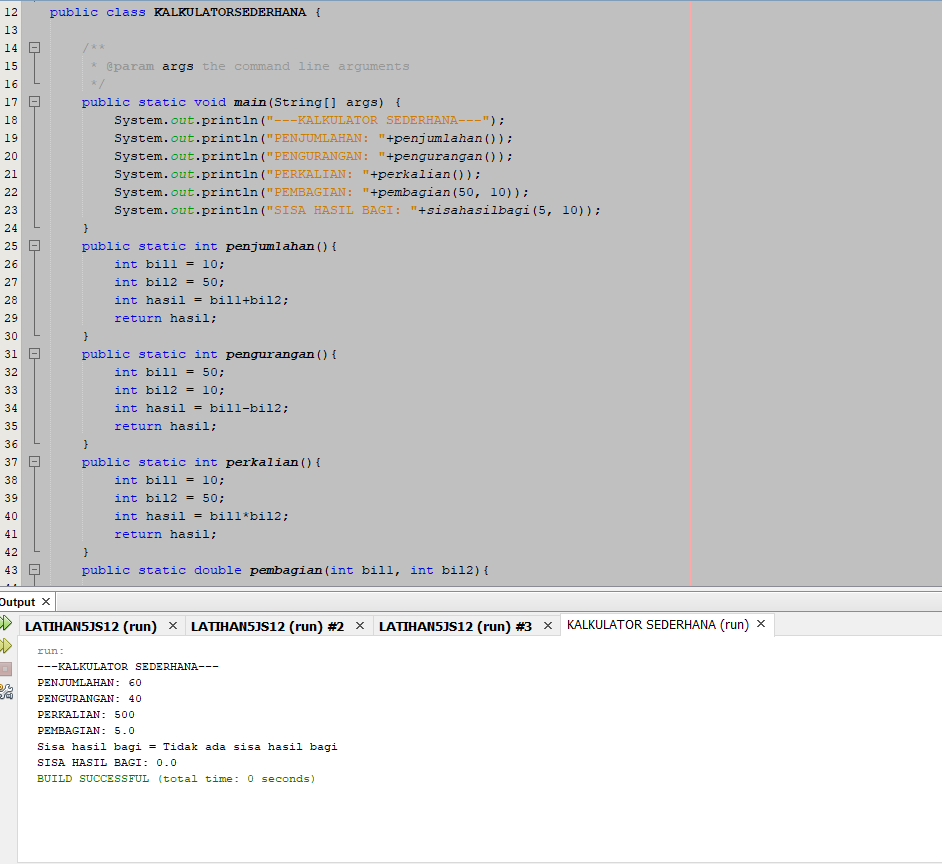 12 public class KALKULATORSEDERHANA {
13
14 /**
15 * @param args the command line arguments
16 */
17 public static void main(String[] args) {
18 System.out.println("---KALKULATOR SEDERHANA---");
19 System.out.println("PENJUMLAHAN: "+penjumlahan());
20 System.out.println("PENGURANGAN: "+pengurangan());
21 System.out.println("PERKALIAN: "+perkalian());
22 System.out.println("PEMBAGIAN: "+pembagian(50, 10));
23 System.out.println("SISA HASIL BAGI: "+sisahasilbagi(5, 10));
24 }
25 public static int penjumlahan(){
26 int bil1 = 10;
27 int bil2 = 50;
28 int hasil = bil1+bil2;
29 return hasil;
30 }
31 public static int pengurangan(){
32 int bil1 = 50;
33 int bil2 = 10;
34 int hasil = bil1-bil2;
35 return hasil;
36 }
37 public static int perkalian(){
38 int bil1 = 10;
39 int bil2 = 50;
40 int hasil = bil1*bil2;
41 return hasil;
42 }
43 public static double pembagian(int bil1, int bil2){
Output ×
LATIHAN5JS12 (run) × LATIHAN5JS12 (run) #2 × LATIHAN5JS12 (run) #3 × KALKULATOR SEDERHANA (run) ×
run:
---KALKULATOR SEDERHANA---
PENJUMLAHAN: 60
PENGURANGAN: 40
PERKALIAN: 500
PEMBAGIAN: 5.0
Sisa hasil bagi = Tidak ada sisa hasil bagi
SISA HASIL BAGI: 0.0
BUILD SUCCESSFUL (total time: 0 seconds)